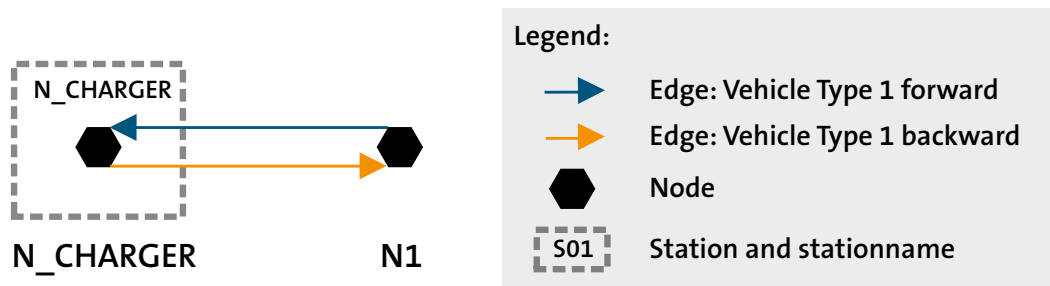 N_CHARGER
N_CHARGER
N1
Legend:
Edge: Vehicle Type 1 forward
Edge: Vehicle Type 1 backward
Node
S01
Station and stationname